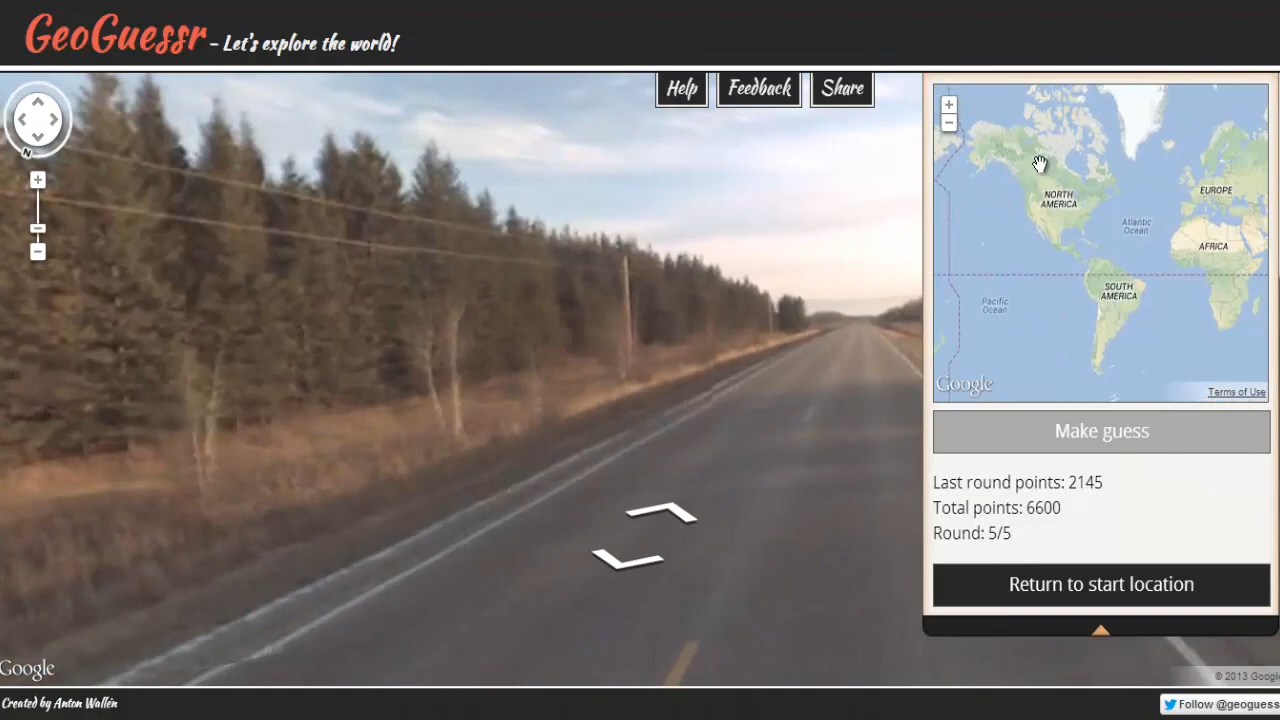 GeoGuessr - Let's explore the world!
Help
Feedback
Share
N
+
-
+
-
NORTH
AMERICA
EUROPE
Atlantic
Ocean
AFRICA
SOUTH
AMERICA
Pacific
Ocean
Google
Terms of Use
Make guess
Last round points: 2145
Total points: 6600
Round: 5/5
Return to start location
Google
© 2013 Google
Created by Anton Wallén
Follow @geoguess